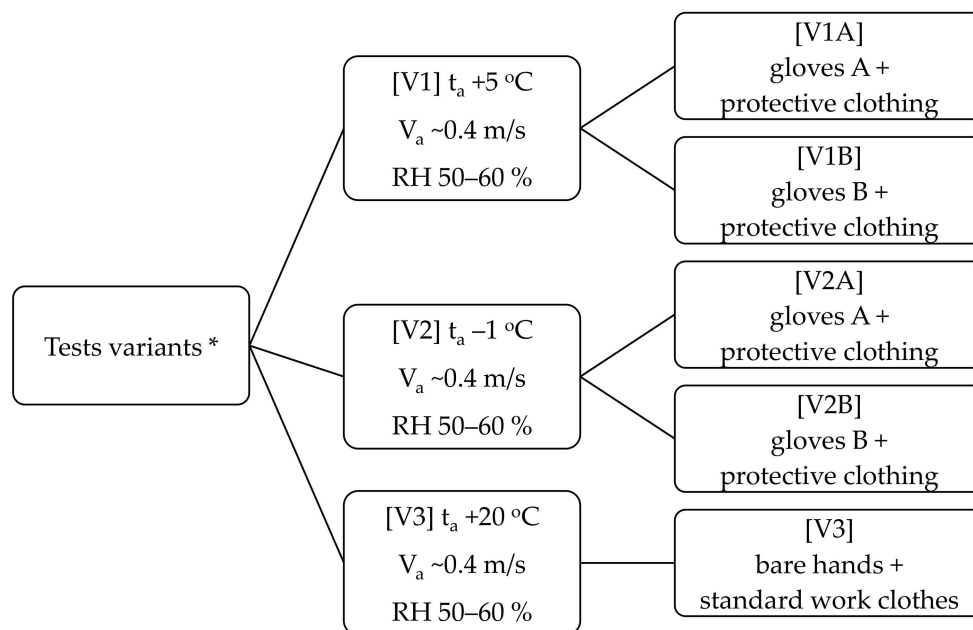 Tests variants *
[V1] tₐ +5 °C
Vₐ ~0.4 m/s
RH 50–60 %
[V1A]
gloves A +
protective clothing
[V1B]
gloves B +
protective clothing
[V2] tₐ –1 °C
Vₐ ~0.4 m/s
RH 50–60 %
[V2A]
gloves A +
protective clothing
[V2B]
gloves B +
protective clothing
[V3] tₐ +20 °C
Vₐ ~0.4 m/s
RH 50–60 %
[V3]
bare hands +
standard work clothes